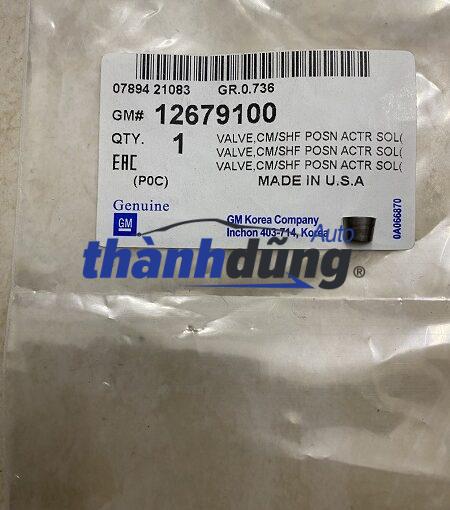 07894 21083 GR.0.736
GM# 12679100
QTY. 1 VALVE,CM/SHF POSN ACTR SOL(
VALVE,CM/SHF POSN ACTR SOL(
EAC VALVE,CM/SHF POSN ACTR SOL(
(P0C) MADE IN U.S.A
Genuine
GM
GM Korea Company
Inchon 403-714, Korea
0A066870
Auto
thànhdũng®